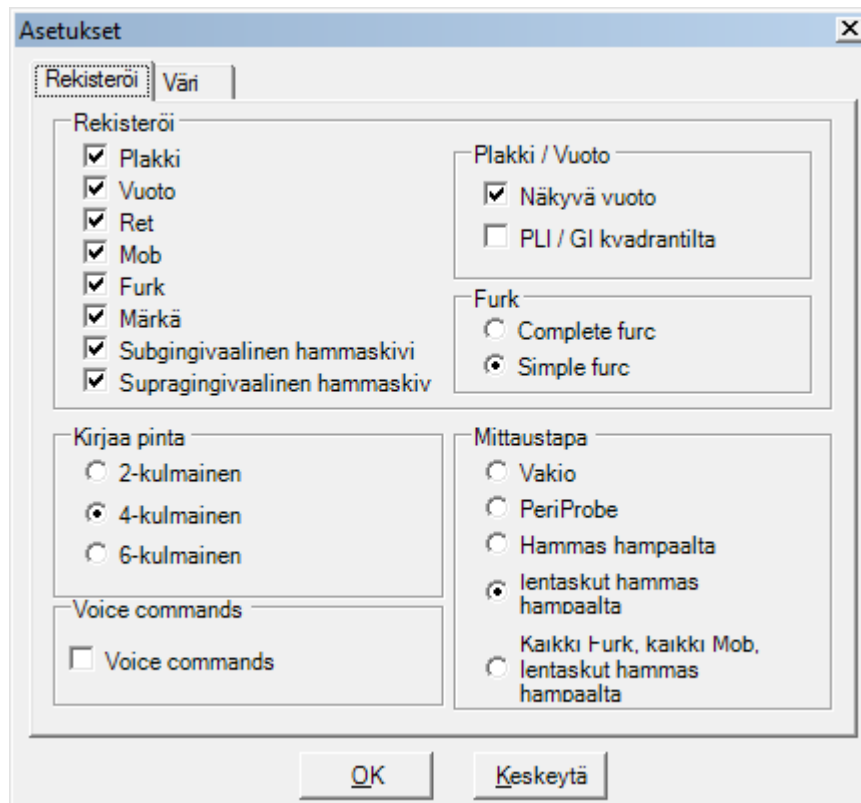 Asetukset
Rekisteröi
Väri
Rekisteröi
Plakki
Vuoto
Ret
Mob
Furk
Märkä
Subgingivaalinen hammaskivi
Supragingivaalinen hammaskiv
Plakki / Vuoto
Näkyvä vuoto
PLI / GI kvadrantilta
Furk
Complete furc
Simple furc
Kirjaa pinta
2-kulmainen
4-kulmainen
6-kulmainen
Voice commands
Voice commands
Mittaustapa
Vakio
PeriProbe
Hammas hampaalta
Ientaskut hammas
hampaalta
Kaikki Furk, kaikki Mob,
Ientaskut hammas
hampaalta
OK
Keskeytä